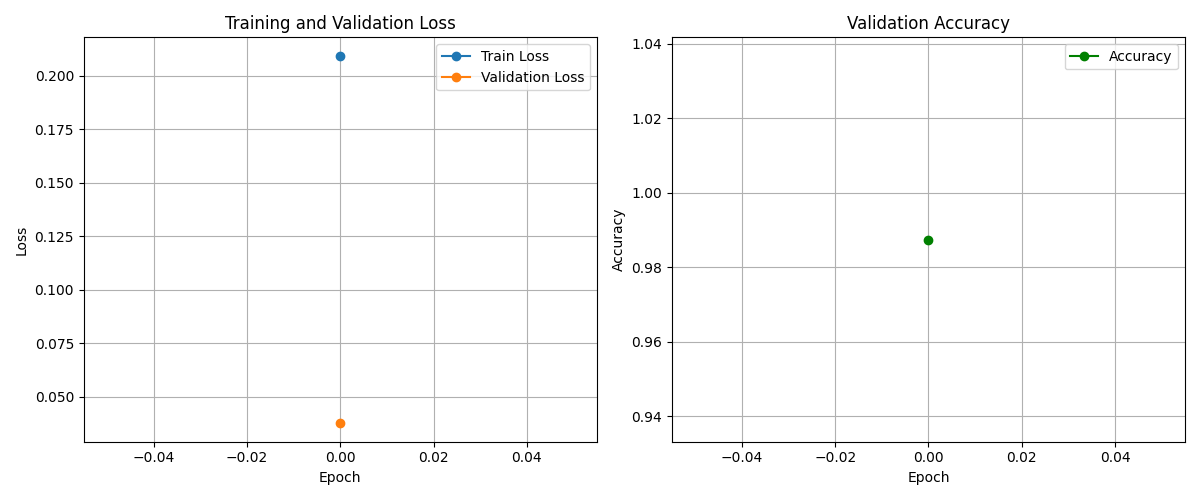 Training and Validation Loss
Train Loss
Validation Loss
0.200
0.175
0.150
0.125
0.100
0.075
0.050
Loss
−0.04 −0.02 0.00 0.02 0.04
Epoch
Validation Accuracy
Accuracy
1.04
1.02
1.00
0.98
0.96
0.94
Accuracy
−0.04 −0.02 0.00 0.02 0.04
Epoch